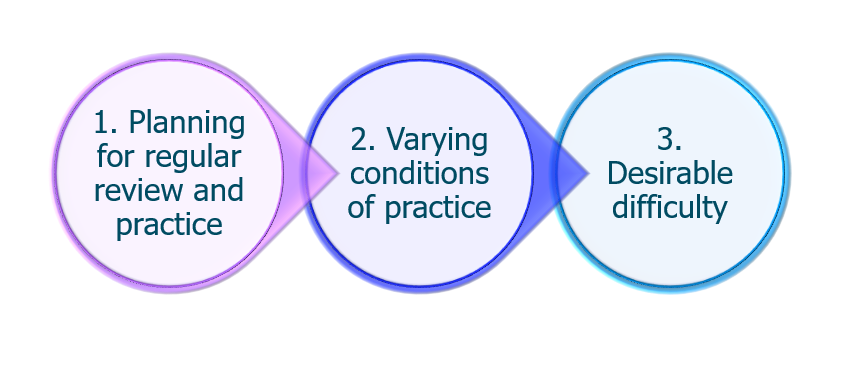 1. Planning
for regular
review and
practice
2. Varying
conditions
of practice
3.
Desirable
difficulty